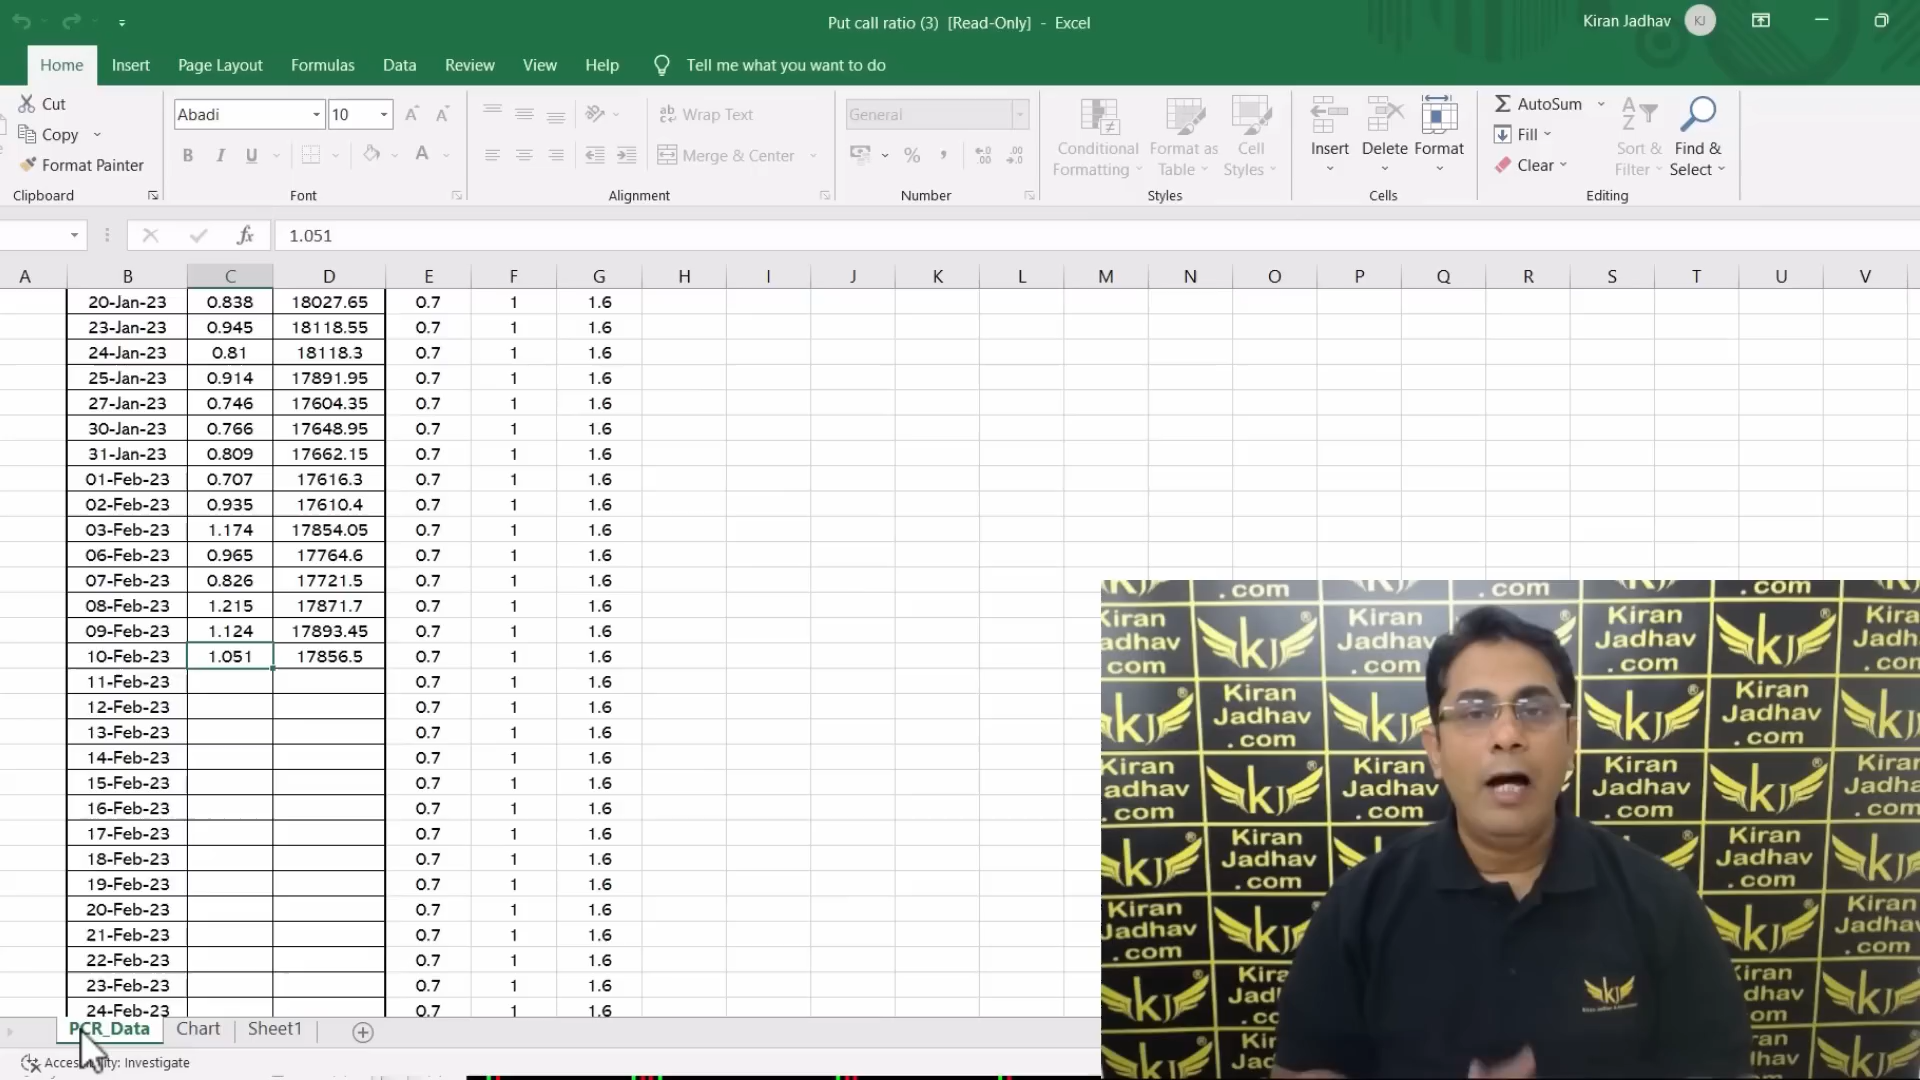 Put call ratio (3) [Read-Only] - Excel
Kiran Jadhav KJ
Home Insert Page Layout Formulas Data Review View Help Tell me what you want to do
Cut
Copy
Format Painter
Clipboard
Abadi 10
B I U A
Font
ab Wrap Text
Merge & Center
Alignment
General
% ,
Number
Conditional Formatting
Format as Table
Cell Styles
Styles
Insert Delete Format
Cells
AutoSum
Fill
Clear
Sort & Filter
Find & Select
Editing
fx 1.051
A B C D E F G H I J K L M N O P Q R S T U V
20-Jan-23 0.838 18027.65 0.7 1 1.6
23-Jan-23 0.945 18118.55 0.7 1 1.6
24-Jan-23 0.81 18118.3 0.7 1 1.6
25-Jan-23 0.914 17891.95 0.7 1 1.6
27-Jan-23 0.746 17604.35 0.7 1 1.6
30-Jan-23 0.766 17648.95 0.7 1 1.6
31-Jan-23 0.809 17662.15 0.7 1 1.6
01-Feb-23 0.707 17616.3 0.7 1 1.6
02-Feb-23 0.935 17610.4 0.7 1 1.6
03-Feb-23 1.174 17854.05 0.7 1 1.6
06-Feb-23 0.965 17764.6 0.7 1 1.6
07-Feb-23 0.826 17721.5 0.7 1 1.6
08-Feb-23 1.215 17871.7 0.7 1 1.6
09-Feb-23 1.124 17893.45 0.7 1 1.6
10-Feb-23 1.051 17856.5 0.7 1 1.6
11-Feb-23 0.7 1 1.6
12-Feb-23 0.7 1 1.6
13-Feb-23 0.7 1 1.6
14-Feb-23 0.7 1 1.6
15-Feb-23 0.7 1 1.6
16-Feb-23 0.7 1 1.6
17-Feb-23 0.7 1 1.6
18-Feb-23 0.7 1 1.6
19-Feb-23 0.7 1 1.6
20-Feb-23 0.7 1 1.6
21-Feb-23 0.7 1 1.6
22-Feb-23 0.7 1 1.6
23-Feb-23 0.7 1 1.6
24-Feb-23 0.7 1 1.6
PCR_Data Chart Sheet1
Accessibility: Investigate
Kiran
Jadhav
.com
KJ